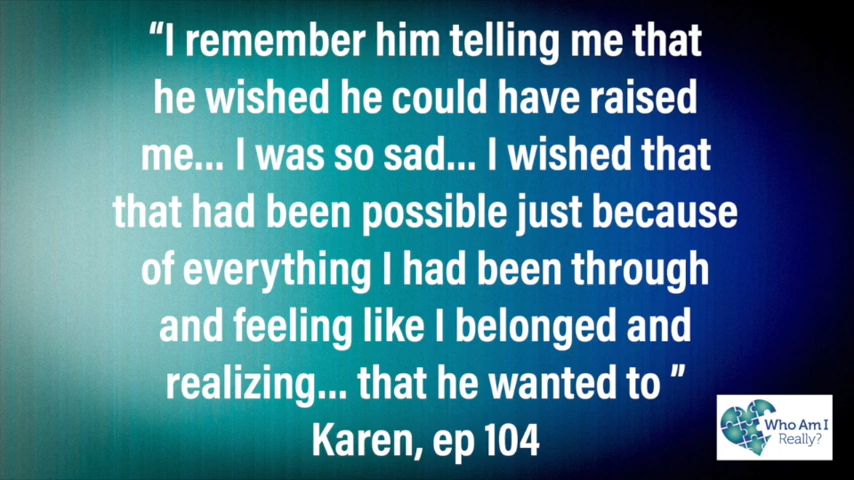 “I remember him telling me that
he wished he could have raised
me... I was so sad... I wished that
that had been possible just because
of everything I had been through
and feeling like I belonged and
realizing... that he wanted to ”
Karen, ep 104
Who Am I
Really?